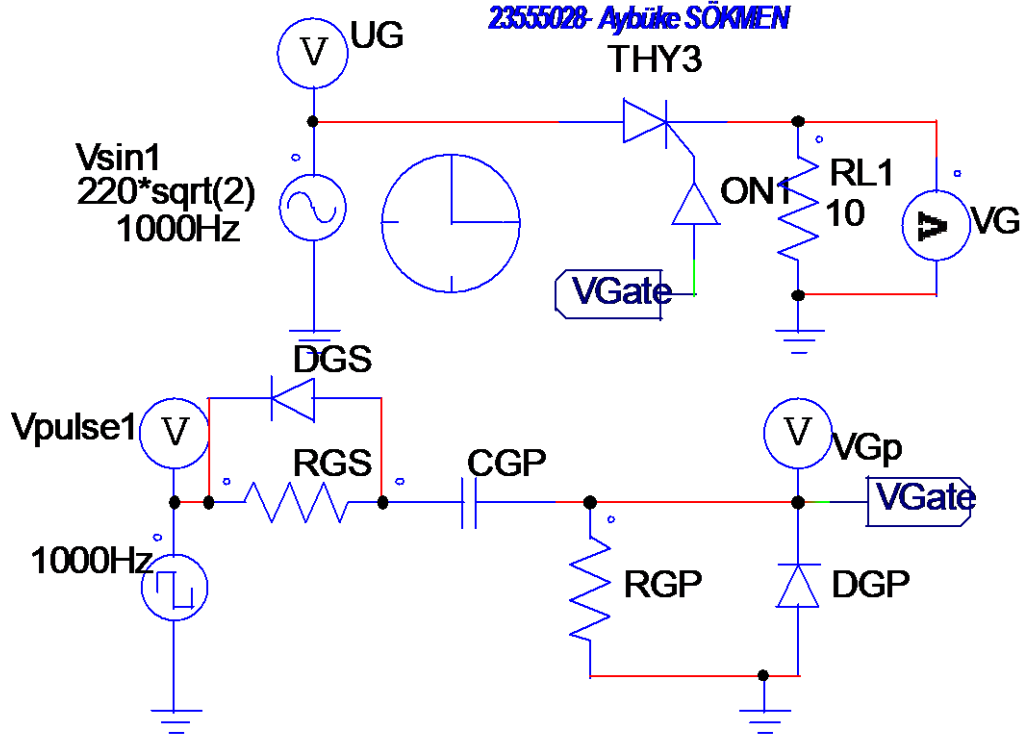 23555028- Aybüke SÖKMEN
V
UG
THY3
Vsin1
220*sqrt(2)
1000Hz
ON1
RL1
10
V
VG
VGate
DGS
Vpulse1
V
V
VGp
RGS
CGP
VGate
1000Hz
RGP
DGP